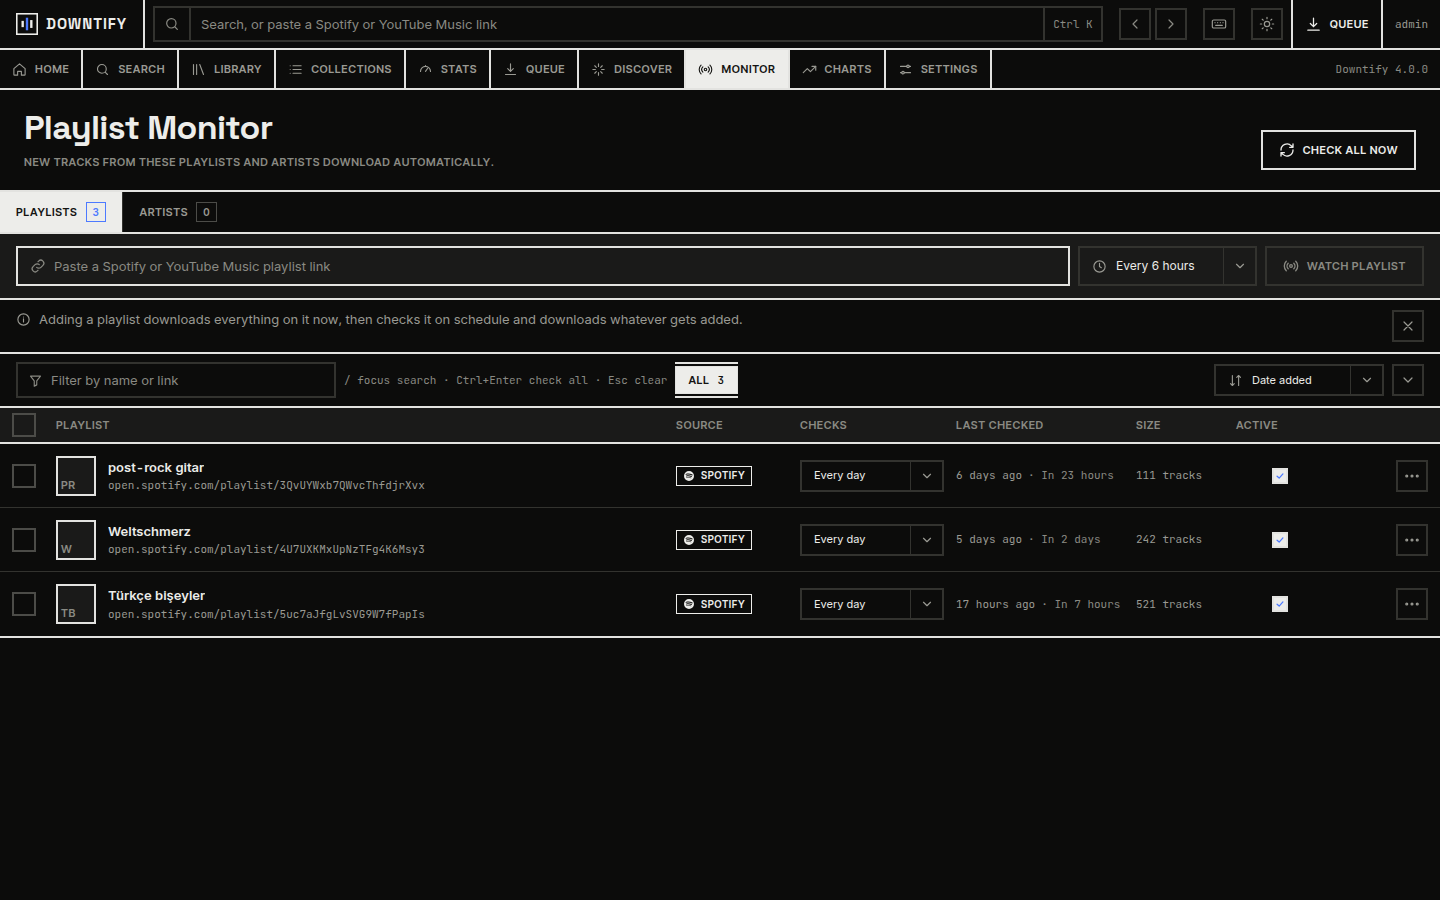 DOWNTIFY
Search, or paste a Spotify or YouTube Music link
Ctrl K
QUEUE
admin
HOME
SEARCH
LIBRARY
COLLECTIONS
STATS
QUEUE
DISCOVER
MONITOR
CHARTS
SETTINGS
Downtify 4.0.0
Playlist Monitor
NEW TRACKS FROM THESE PLAYLISTS AND ARTISTS DOWNLOAD AUTOMATICALLY.
CHECK ALL NOW
PLAYLISTS 3
ARTISTS 0
Paste a Spotify or YouTube Music playlist link
Every 6 hours
WATCH PLAYLIST
Adding a playlist downloads everything on it now, then checks it on schedule and downloads whatever gets added.
Filter by name or link
/ focus search · Ctrl+Enter check all · Esc clear
ALL 3
Date added
PLAYLIST
SOURCE
CHECKS
LAST CHECKED
SIZE
ACTIVE
PR
post-rock gitar
open.spotify.com/playlist/3QvUYWxb7QWvcThfdjrXvx
SPOTIFY
Every day
6 days ago · In 23 hours
111 tracks
W
Weltschmerz
open.spotify.com/playlist/4U7UXKMxUpNzTFg4K6Msy3
SPOTIFY
Every day
5 days ago · In 2 days
242 tracks
TB
Türkçe bişeyler
open.spotify.com/playlist/5uc7aJfgLvSVG9W7fPapIs
SPOTIFY
Every day
17 hours ago · In 7 hours
521 tracks